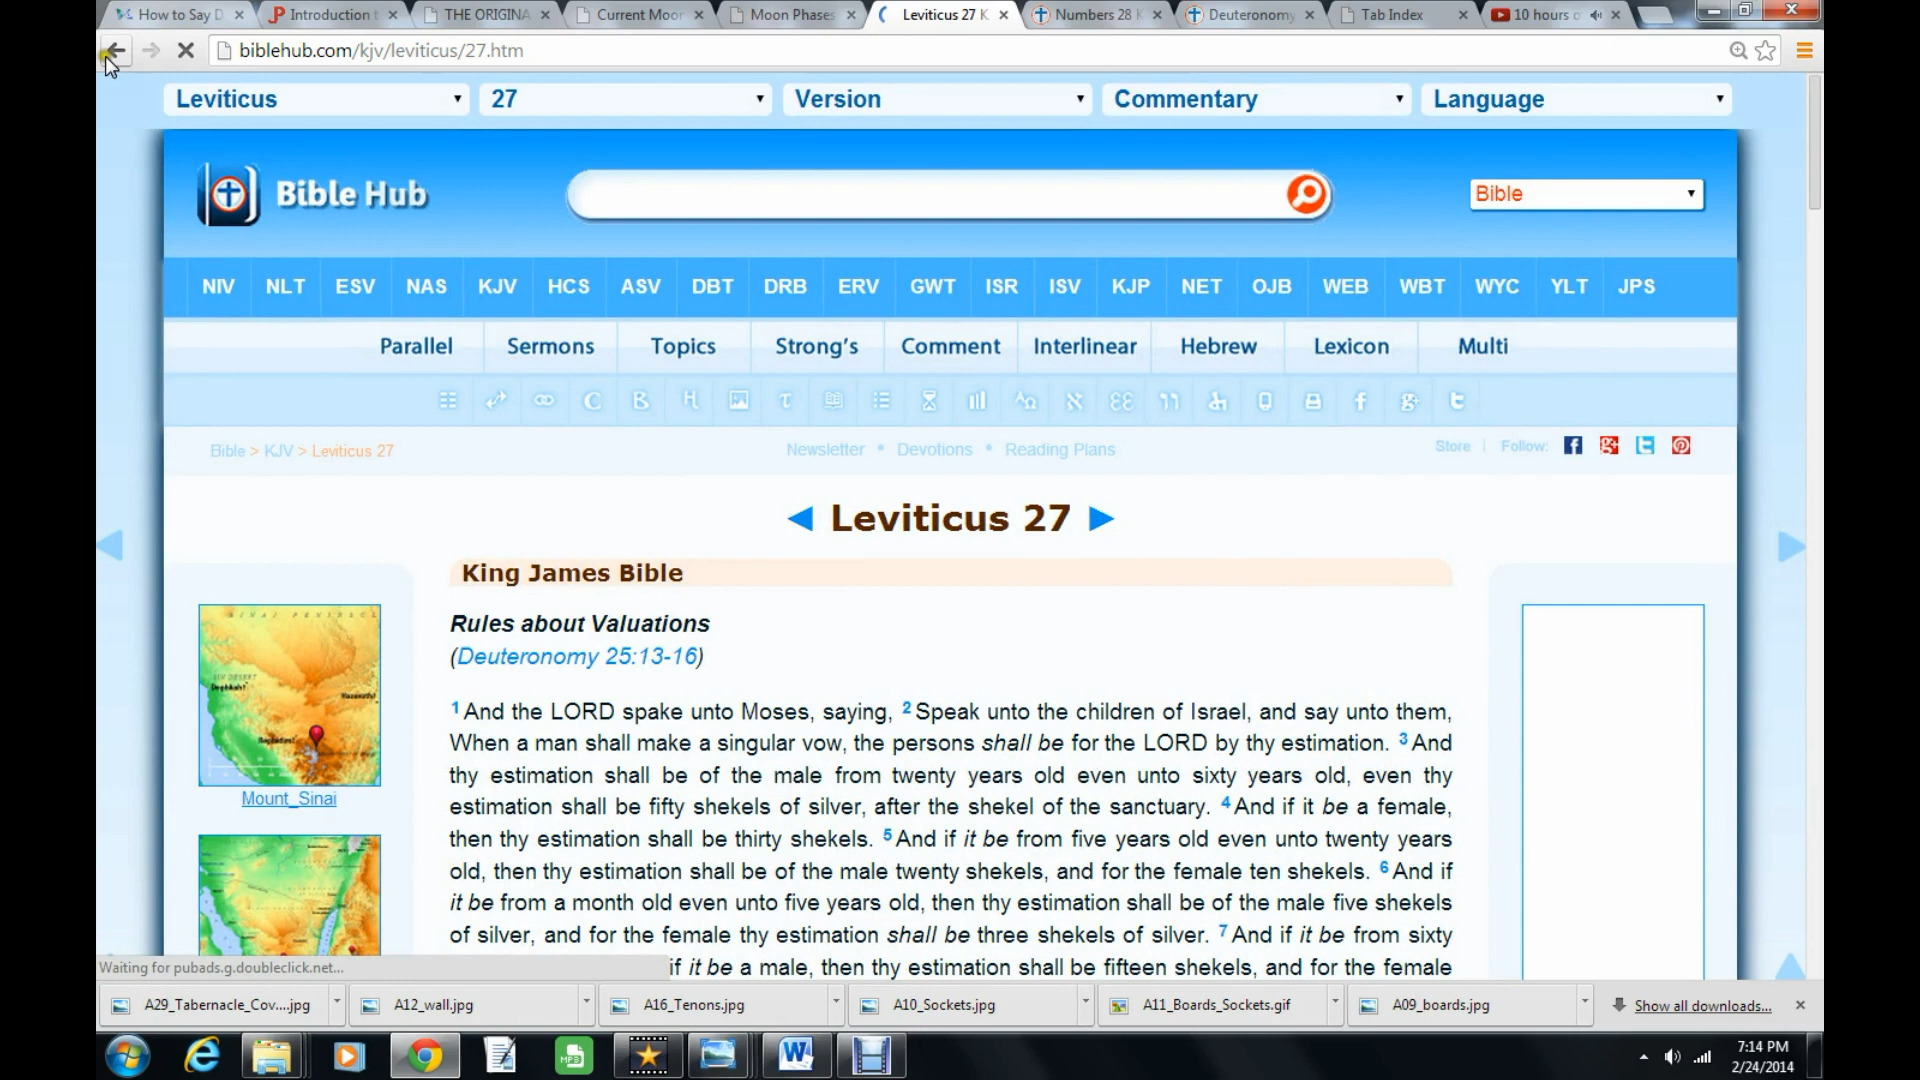 How to Say D
Introduction t
THE ORIGINA
Current Moor
Moon Phases
Leviticus 27 K
Numbers 28 K
Deuteronomy
Tab Index
10 hours o
biblehub.com/kjv/leviticus/27.htm
Leviticus 27 Version Commentary Language
Bible Hub
Bible
NIV NLT ESV NAS KJV HCS ASV DBT DRB ERV GWT ISR ISV KJP NET OJB WEB WBT WYC YLT JPS
Parallel Sermons Topics Strong's Comment Interlinear Hebrew Lexicon Multi
Bible > KJV > Leviticus 27
Newsletter • Devotions • Reading Plans
Store | Follow:
◄ Leviticus 27 ►
King James Bible
Rules about Valuations
(Deuteronomy 25:13-16)
1 And the LORD spake unto Moses, saying, 2 Speak unto the children of Israel, and say unto them,
When a man shall make a singular vow, the persons shall be for the LORD by thy estimation. 3 And
thy estimation shall be of the male from twenty years old even unto sixty years old, even thy
estimation shall be fifty shekels of silver, after the shekel of the sanctuary. 4 And if it be a female,
then thy estimation shall be thirty shekels. 5 And if it be from five years old even unto twenty years
old, then thy estimation shall be of the male twenty shekels, and for the female ten shekels. 6 And if
it be from a month old even unto five years old, then thy estimation shall be of the male five shekels
of silver, and for the female thy estimation shall be three shekels of silver. 7 And if it be from sixty
if it be a male, then thy estimation shall be fifteen shekels, and for the female
Mount_Sinai
Waiting for pubads.g.doubleclick.net...
A29_Tabernacle_Cov....jpg
A12_wall.jpg
A16_Tenons.jpg
A10_Sockets.jpg
A11_Boards_Sockets.gif
A09_boards.jpg
Show all downloads...
MP3
7:14 PM
2/24/2014